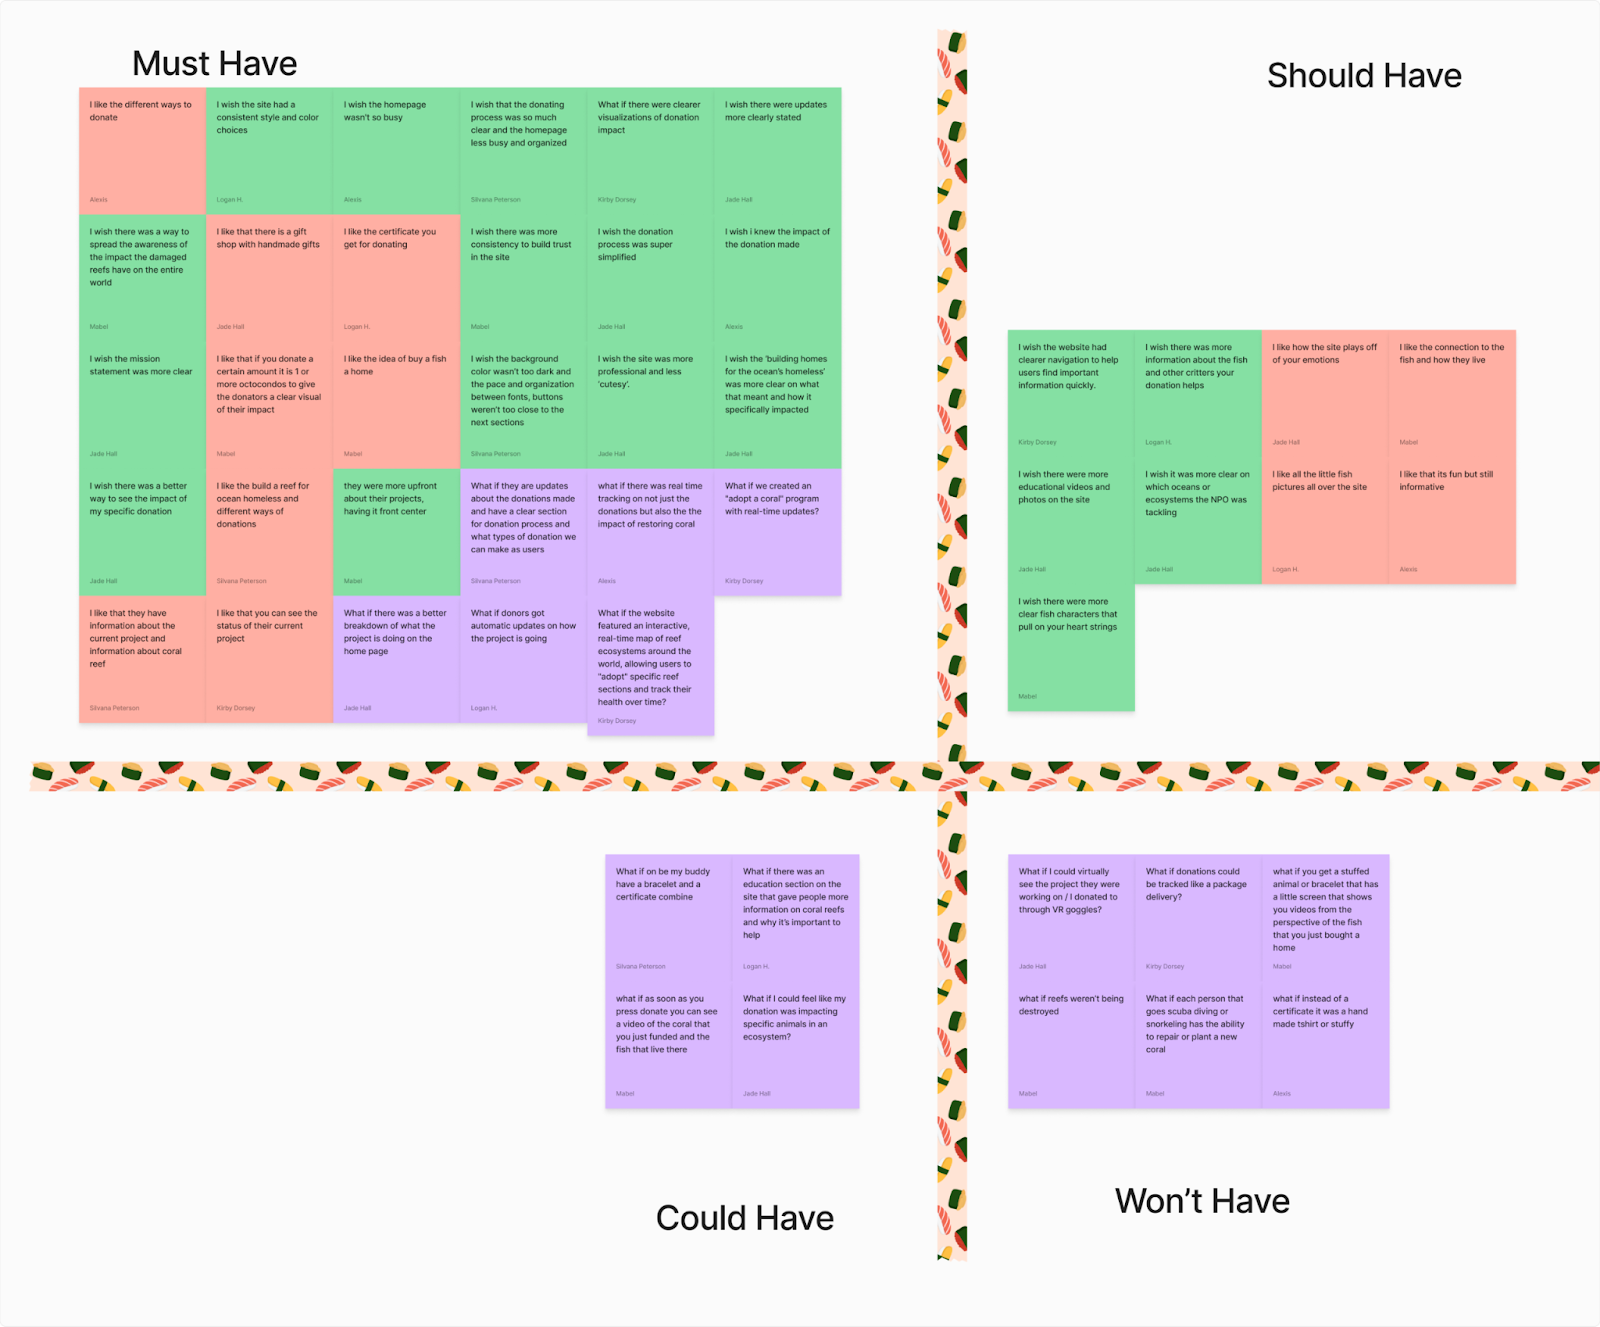 Must Have
I like the different ways to
donate
Alexis
I wish the site had a
consistent style and color
choices
Logan H.
I wish the homepage
wasn't so busy
Alexis
I wish that the donating
process was so much
clear and the homepage
less busy and organized
Silvana Peterson
What if there were clearer
visualizations of donation
impact
Kirby Dorsey
I wish there were updates
more clearly stated
Jade Hall
I wish there was a way to
spread the awareness of
the impact the damaged
reefs have on the entire
world
Mabel
I like that there is a gift
shop with handmade gifts
Jade Hall
I like the certificate you
get for donating
Logan H.
I wish there was more
consistency to build trust
in the site
Mabel
I wish the donation
process was super
simplified
Jade Hall
I wish i knew the impact of
the donation made
Alexis
I wish the mission
statement was more clear
Jade Hall
I like that if you donate a
certain amount it is 1 or
more octocondos to give
the donators a clear visual
of their impact
Mabel
I like the idea of buy a fish
a home
Mabel
I wish the background
color wasn't too dark and
the pace and organization
between fonts, buttons
weren't too close to the
next sections
Silvana Peterson
I wish the site was more
professional and less
'cutesy'.
Jade Hall
I wish the 'building homes
for the ocean's homeless'
was more clear on what
that meant and how it
specifically impacted
Jade Hall
I wish there was a better
way to see the impact of
my specific donation
Jade Hall
I like the build a reef for
ocean homeless and
different ways of
donations
Silvana Peterson
they were more upfront
about their projects,
having it front center
Mabel
What if they are updates
about the donations made
and have a clear section
for donation process and
what types of donation we
can make as users
Silvana Peterson
what if there was real time
tracking on not just the
donations but also the the
impact of restoring coral
Alexis
What if we created an
"adopt a coral" program
with real-time updates?
Kirby Dorsey
I like that they have
information about the
current project and
information about coral
reef
Silvana Peterson
I like that you can see the
status of their current
project
Kirby Dorsey
What if there was a better
breakdown of what the
project is doing on the
home page
Jade Hall
What if donors got
automatic updates on how
the project is going
Logan H.
What if the website
featured an interactive,
real-time map of reef
ecosystems around the
world, allowing users to
"adopt" specific reef
sections and track their
health over time?
Kirby Dorsey
Should Have
I wish the website had
clearer navigation to help
users find important
information quickly.
Kirby Dorsey
I wish there was more
information about the fish
and other critters your
donation helps
Logan H.
I like how the site plays off
of your emotions
Jade Hall
I like the connection to the
fish and how they live
Mabel
I wish there were more
educational videos and
photos on the site
Jade Hall
I wish it was more clear on
which oceans or
ecosystems the NPO was
tackling
Jade Hall
I like all the little fish
pictures all over the site
Logan H.
I like that its fun but still
informative
Alexis
I wish there were more
clear fish characters that
pull on your heart strings
Mabel
What if on be my buddy
have a bracelet and a
certificate combine
Silvana Peterson
What if there was an
education section on the
site that gave people more
information on coral reefs
and why it's important to
help
Logan H.
what if as soon as you
press donate you can see
a video of the coral that
you just funded and the
fish that live there
Mabel
What if I could feel like my
donation was impacting
specific animals in an
ecosystem?
Jade Hall
Could Have
What if I could virtually
see the project they were
working on / I donated to
through VR goggles?
Jade Hall
What if donations could
be tracked like a package
delivery?
Kirby Dorsey
what if you get a stuffed
animal or bracelet that has
a little screen that shows
you videos from the
perspective of the fish
that you just bought a
home
Mabel
what if reefs weren't being
destroyed
Mabel
What if each person that
goes scuba diving or
snorkeling has the ability
to repair or plant a new
coral
Mabel
what if instead of a
certificate it was a hand
made tshirt or stuffy
Alexis
Won't Have